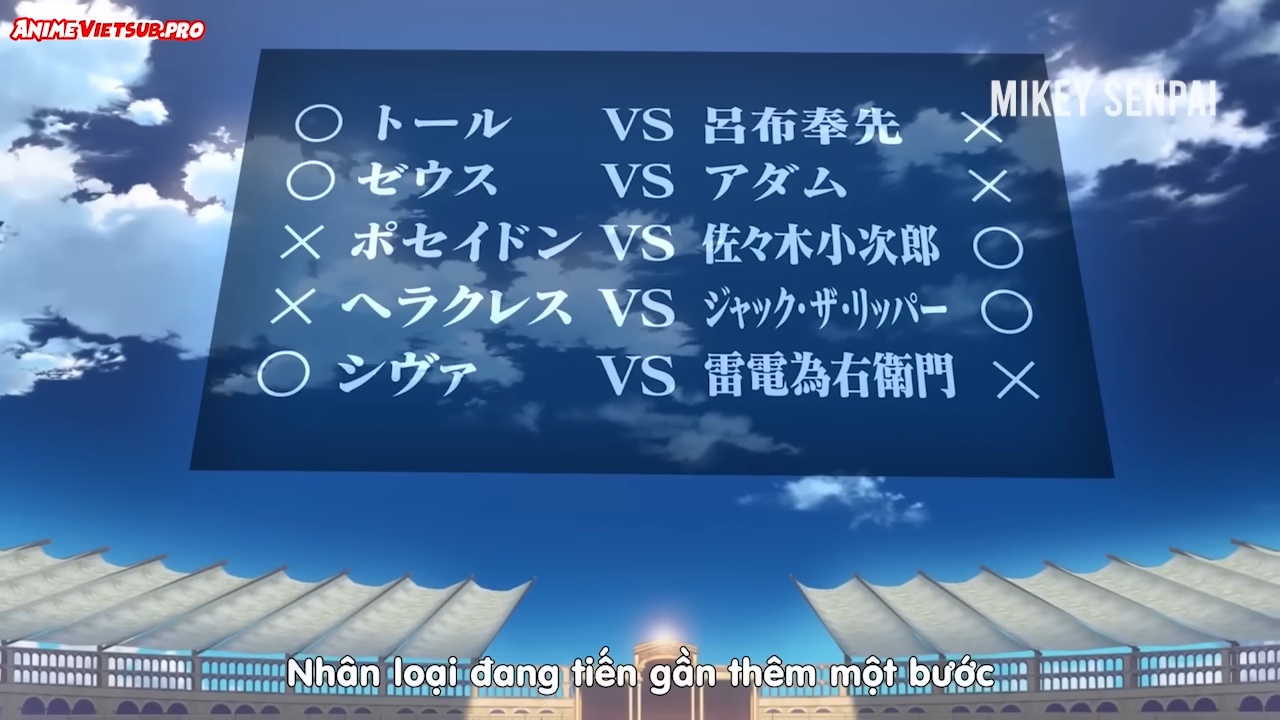 ANIMEVIETSUB.PRO
MIKEY SENPAI
○ トール VS 呂布奉先 ×
○ ゼウス VS アダム ×
× ポセイドン VS 佐々木小次郎 ○
× ヘラクレス VS ジャック・ザ・リッパー ○
○ シヴァ VS 雷電為右衛門 ×
Nhân loại đang tiến gần thêm một bước